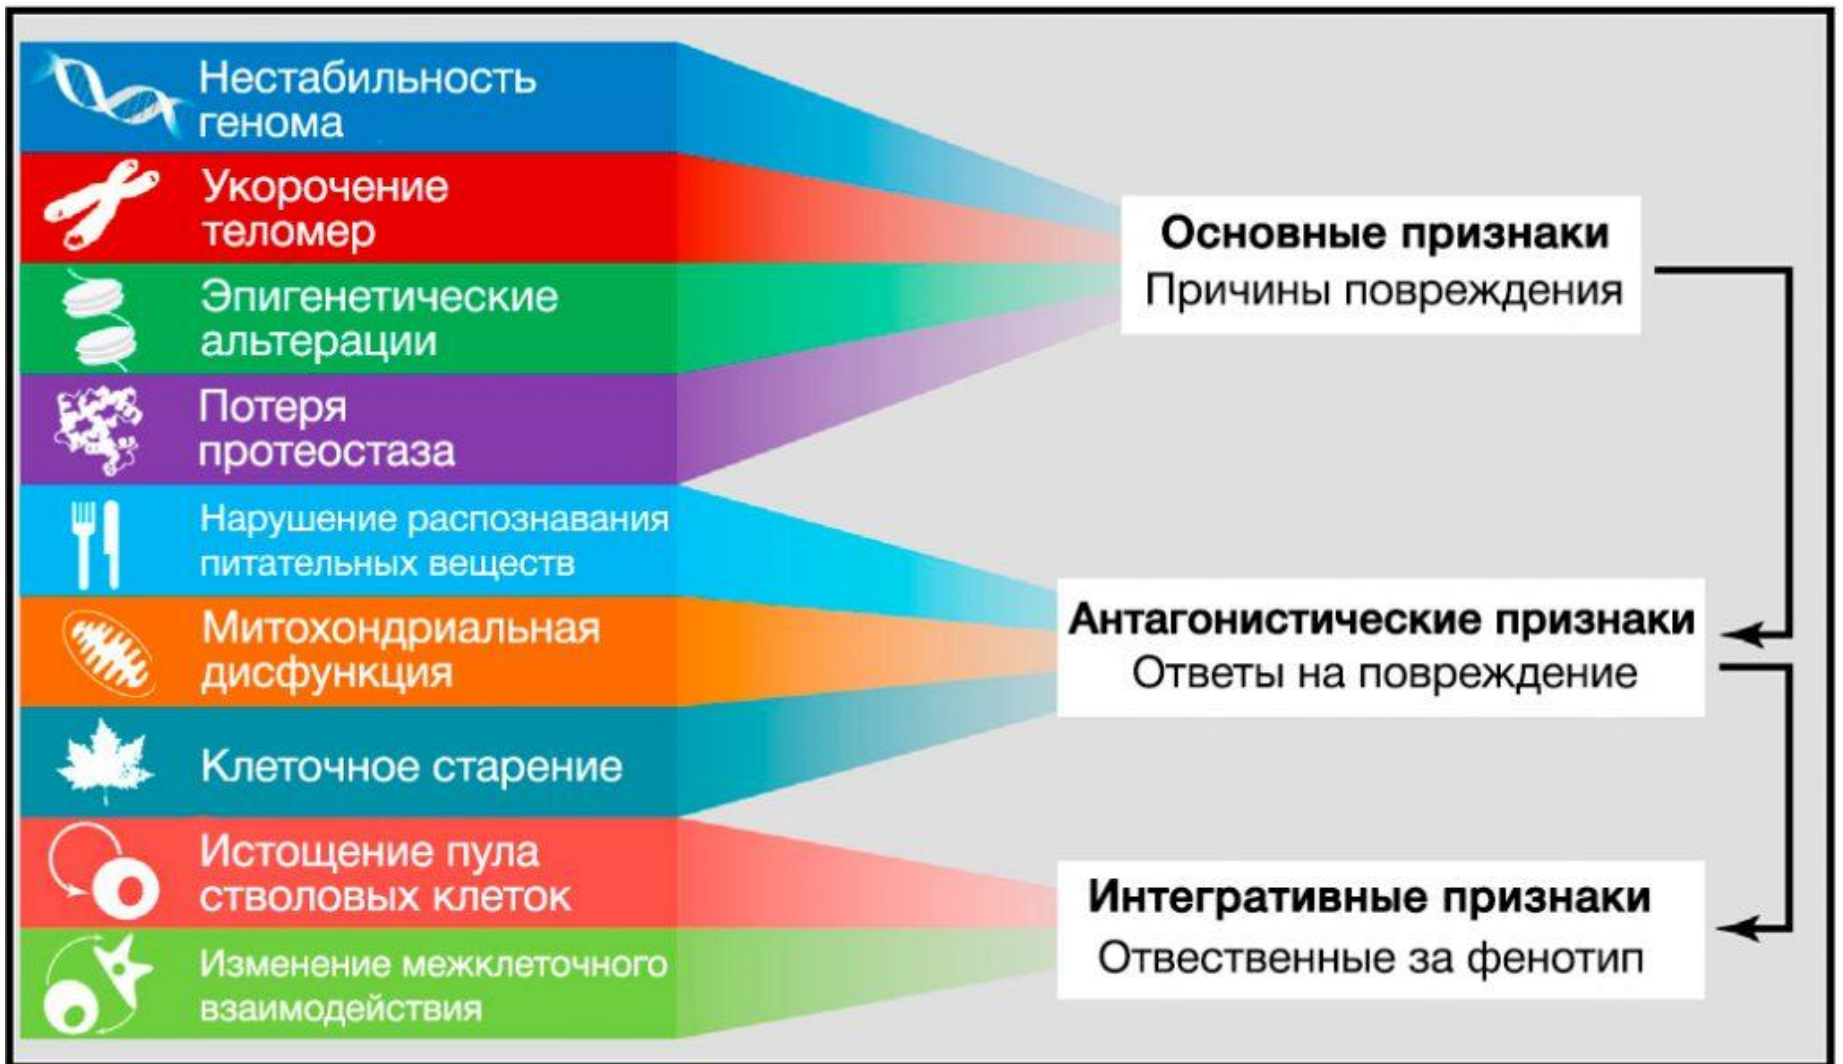 Нестабильность
генома
Укорочение
теломер
Эпигенетические
альтерации
Потеря
протеостаза
Нарушение распознавания
питательных веществ
Митохондриальная
дисфункция
Клеточное старение
Истощение пула
стволовых клеток
Изменение межклеточного
взаимодействия
Основные признаки
Причины повреждения
Антагонистические признаки
Ответы на повреждение
Интегративные признаки
Отвественные за фенотип